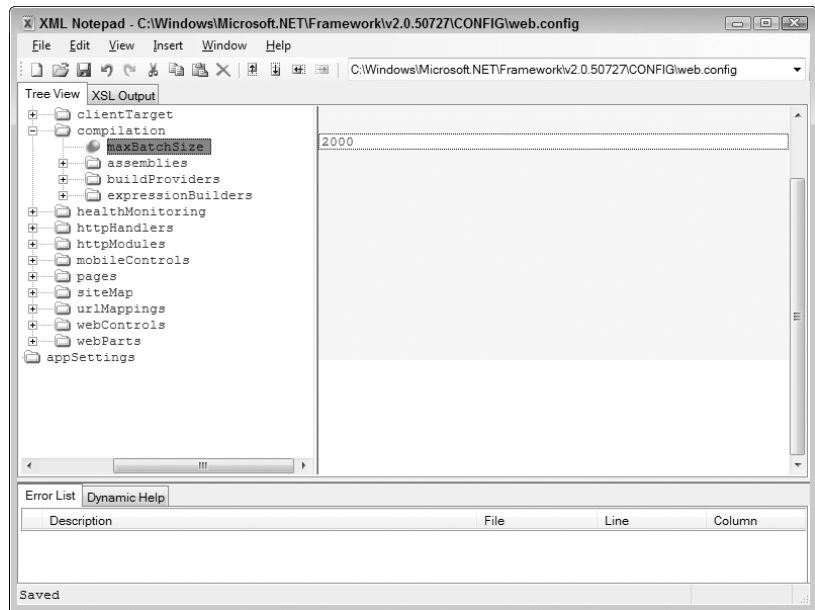 XML Notepad - C:\Windows\Microsoft.NET\Framework\v2.0.50727\CONFIG\web.config
File Edit View Insert Window Help
C:\Windows\Microsoft.NET\Framework\v2.0.50727\CONFIG\web.config
Tree View XSL Output
clientTarget
compilation
maxBatchSize 2000
assemblies
buildProviders
expressionBuilders
healthMonitoring
httpHandlers
httpModules
mobileControls
pages
siteMap
urlMappings
webControls
webParts
appSettings
Error List Dynamic Help
Description File Line Column
Saved